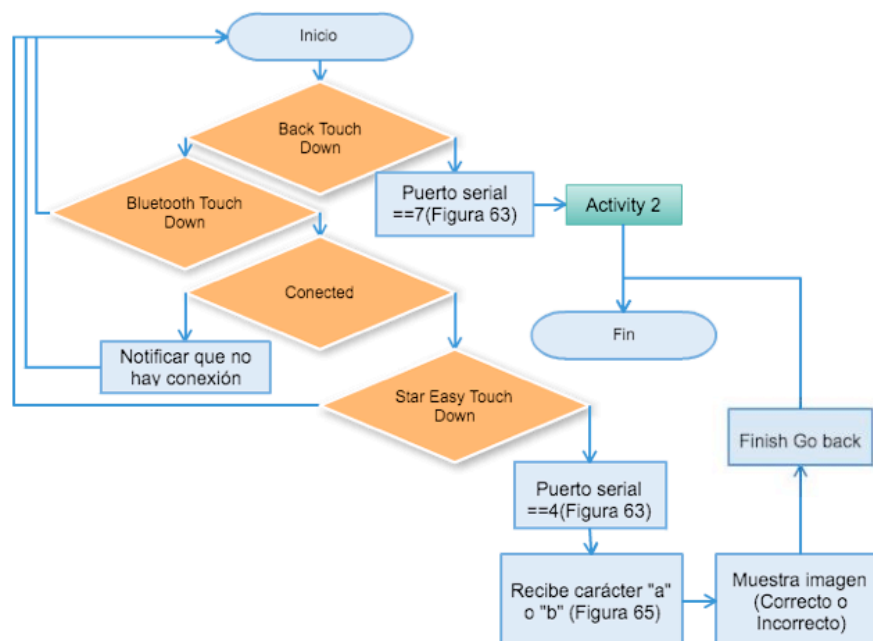 Inicio
Back Touch
Down
Bluetooth Touch
Down
Puerto serial
==7(Figura 63)
Activity 2
Conected
Fin
Notificar que no
hay conexión
Star Easy Touch
Down
Finish Go back
Puerto serial
==4(Figura 63)
Recibe carácter "a"
o "b" (Figura 65)
Muestra imagen
(Correcto o
Incorrecto)